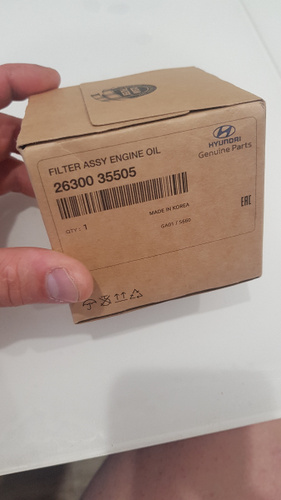 FILTER ASSY ENGINE OIL
26300 35505
HYUNDAI
Genuine Parts
QTY : 1
MADE IN KOREA
EAC